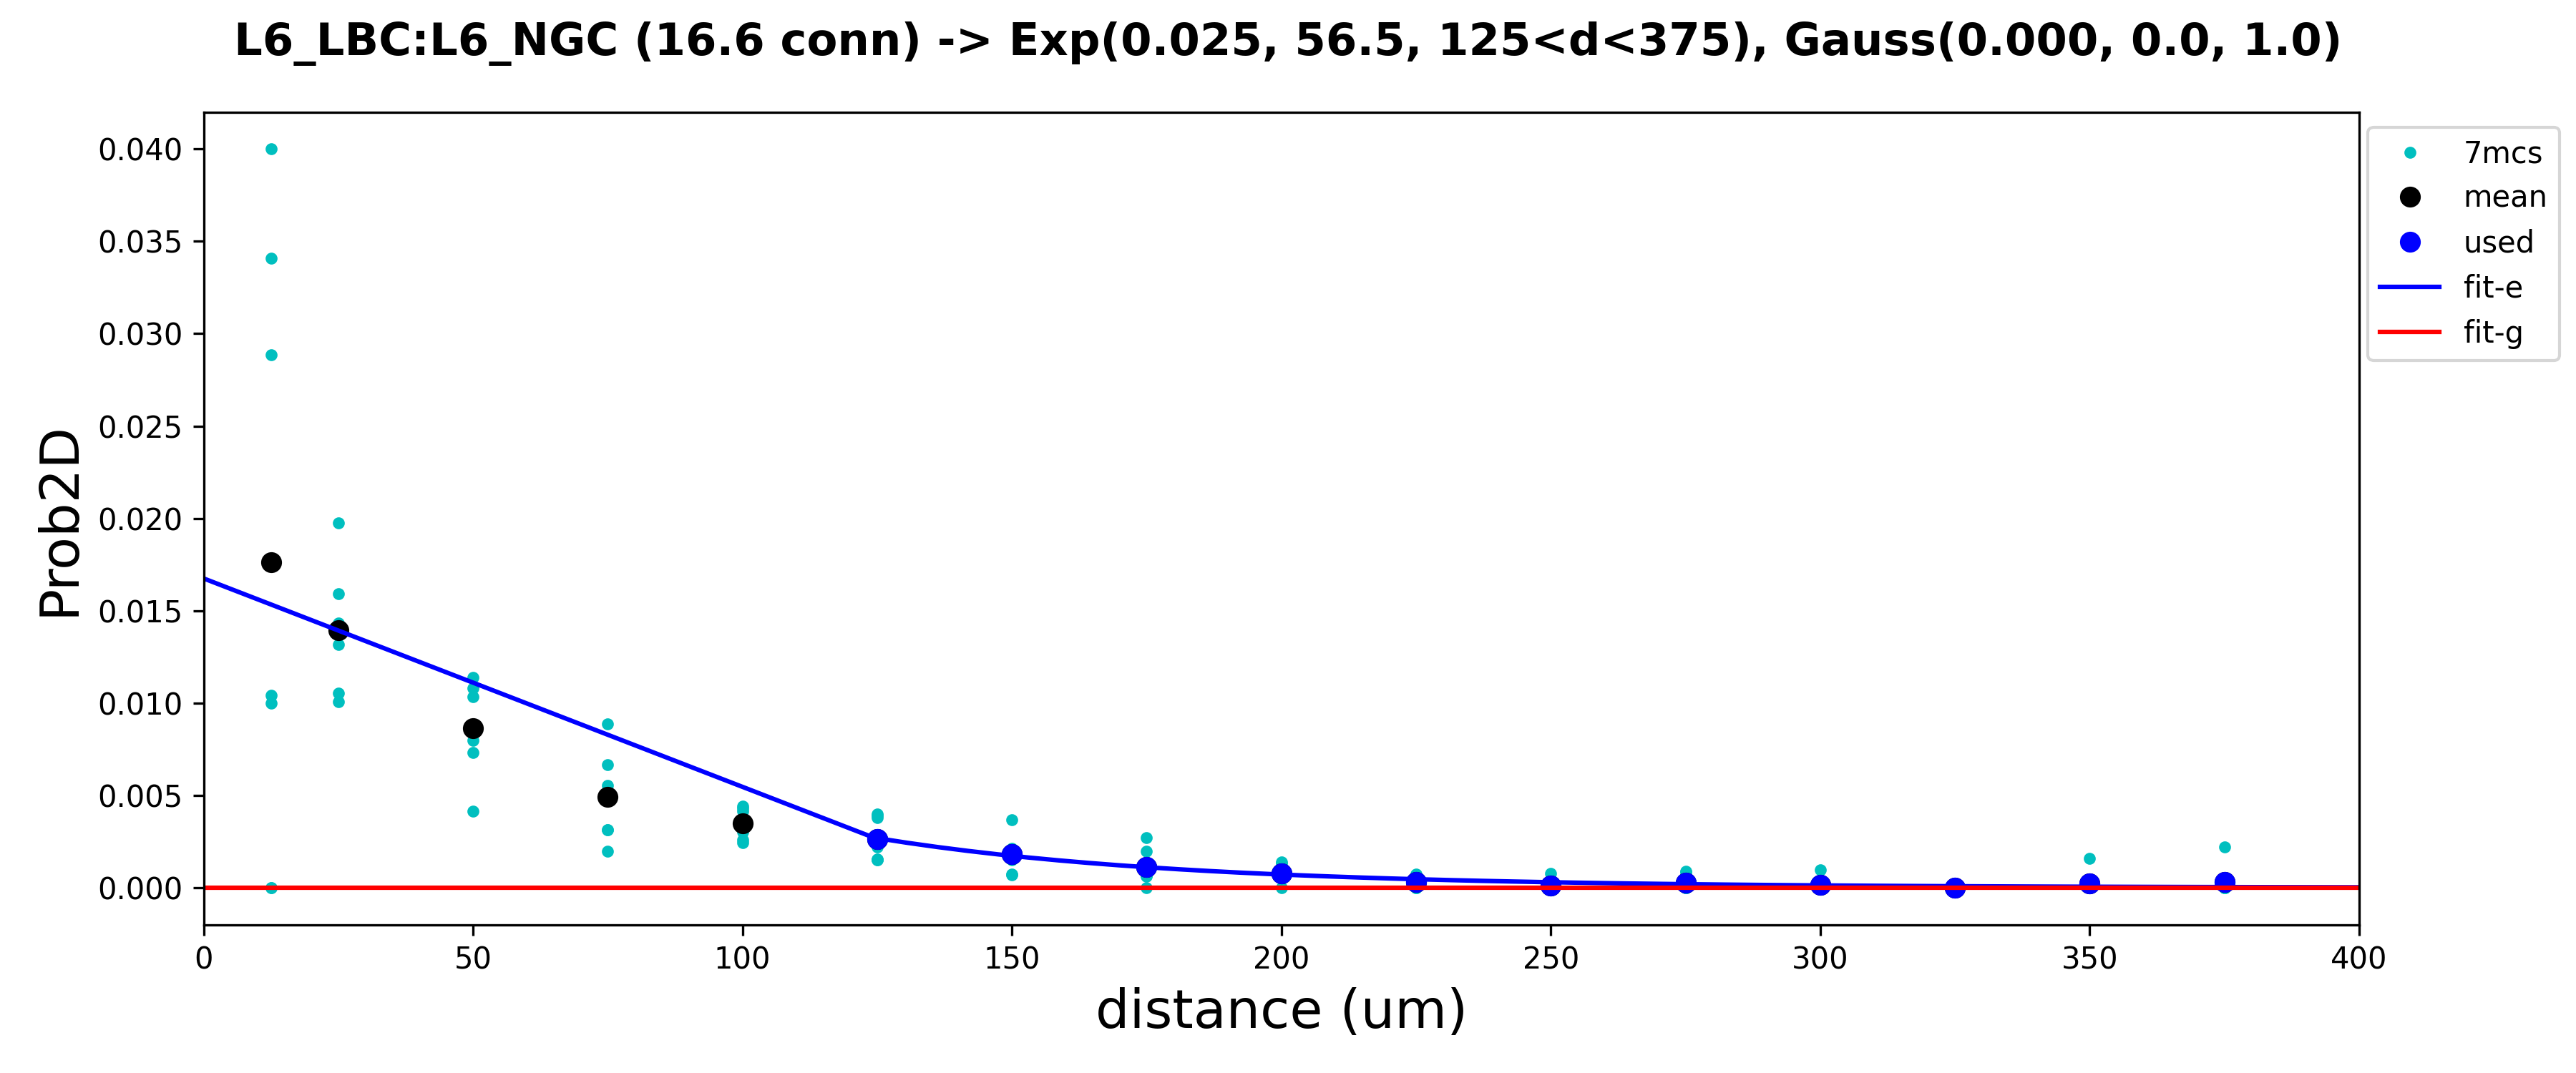 L6_LBC:L6_NGC (16.6 conn) -> Exp(0.025, 56.5, 125<d<375), Gauss(0.000, 0.0, 1.0)
0.040
0.035
0.030
0.025
0.020
0.015
0.010
0.005
0.000
Prob2D
0 50 100 150 200 250 300 350 400
distance (um)
7mcs
mean
used
fit-e
fit-g